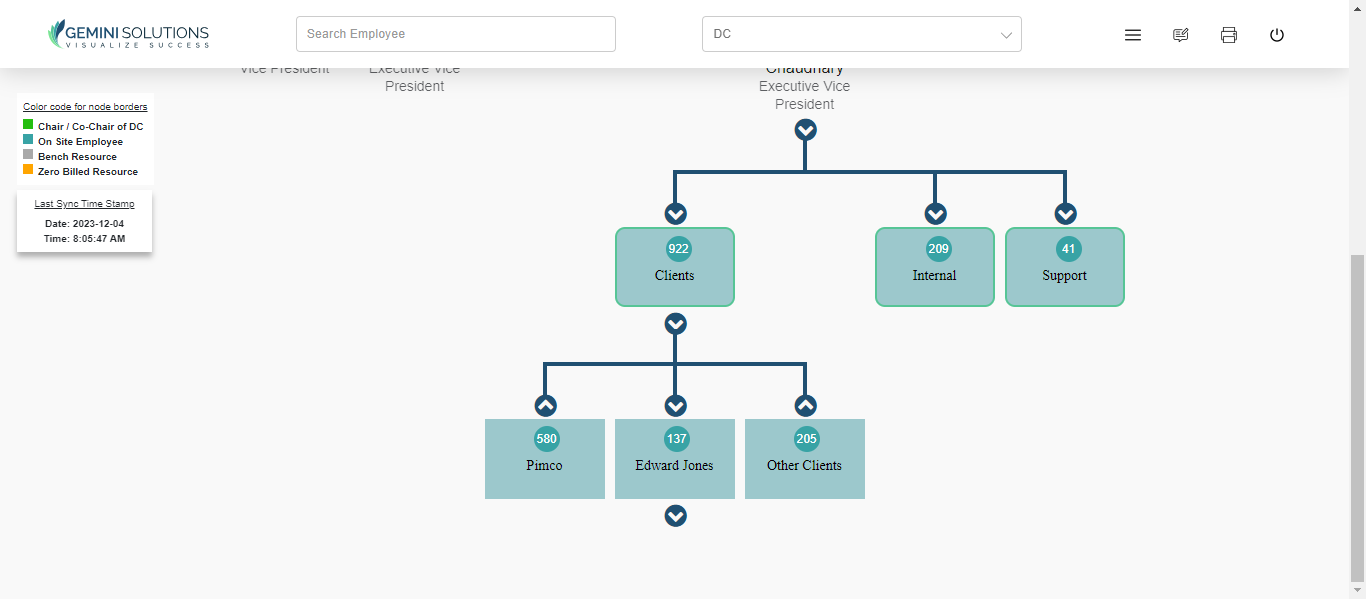 GEMINI SOLUTIONS
VISUALIZE SUCCESS
Search Employee
DC
Vice President
Executive Vice
President
Chaudhary
Executive Vice
President
Color code for node borders
Chair / Co-Chair of DC
On Site Employee
Bench Resource
Zero Billed Resource
Last Sync Time Stamp
Date: 2023-12-04
Time: 8:05:47 AM
922
Clients
209
Internal
41
Support
580
Pimco
137
Edward Jones
205
Other Clients